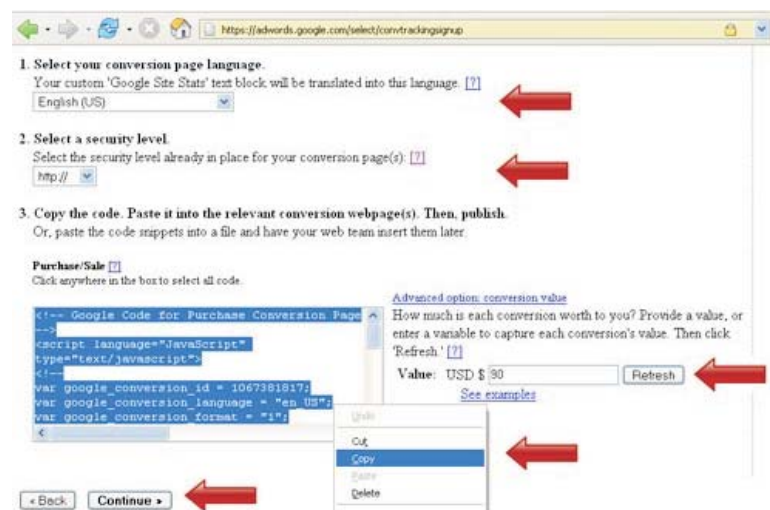 https://adwords.google.com/select/convtrackingsignup
1. Select your conversion page language.
Your custom 'Google Site Stats' text block will be translated into this language. [?]
English (US)
2. Select a security level.
Select the security level already in place for your conversion page(s): [?]
http://
3. Copy the code. Paste it into the relevant conversion webpage(s). Then, publish.
Or, paste the code snippets into a file and have your web team insert them later.
Purchase/Sale [?]
Click anywhere in the box to select all code.
<!-- Google Code for Purchase Conversion Page
-->
<script language="JavaScript"
type="text/javascript">
<!--
var google_conversion_id = 1067381817;
var google_conversion_language = "en_US";
var google_conversion_format = "1";
Advanced option: conversion value
How much is each conversion worth to you? Provide a value, or
enter a variable to capture each conversion's value. Then click
'Refresh.' [?]
Value: USD $ 90 Refresh
See examples
Undo
Cut
Copy
Paste
Delete
« Back Continue »